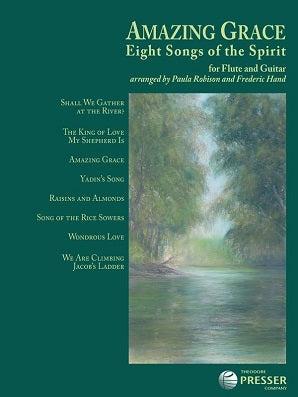 AMAZING GRACE
Eight Songs of the Spirit
for Flute and Guitar
arranged by Paula Robison and Frederic Hand
SHALL WE GATHER
AT THE RIVER?
THE KING OF LOVE
MY SHEPHERD IS
AMAZING GRACE
YADIN'S SONG
RAISINS AND ALMONDS
SONG OF THE RICE SOWERS
WONDROUS LOVE
WE ARE CLIMBING
JACOB'S LADDER
THEODORE
PRESSER
COMPANY